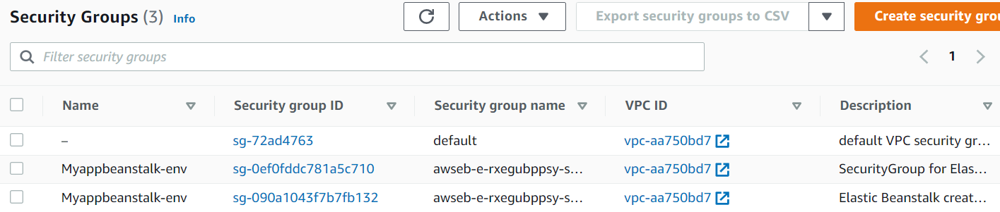 Security Groups (3) Info Actions Export security groups to CSV Create security grou
Filter security groups 1
Name Security group ID Security group name VPC ID Description
– sg-72ad4763 default vpc-aa750bd7 default VPC security gr...
Myappbeanstalk-env sg-0ef0fddc781a5c710 awseb-e-rxegubppsy-s... vpc-aa750bd7 SecurityGroup for Elas...
Myappbeanstalk-env sg-090a1043f7b7fb132 awseb-e-rxegubppsy-s... vpc-aa750bd7 Elastic Beanstalk creat...